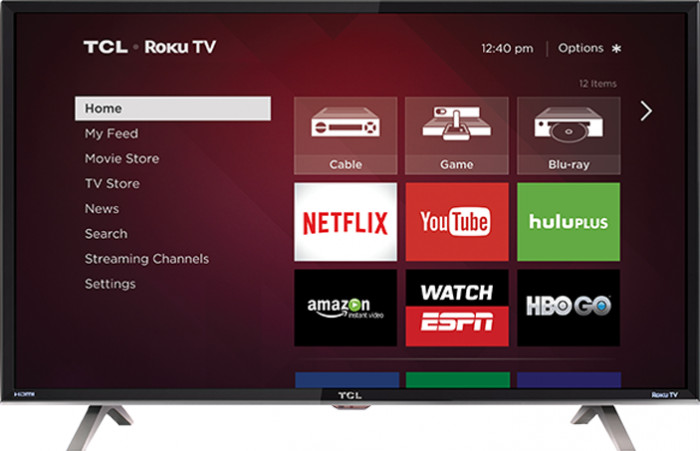 TCL • Roku TV
12:40 pm | Options *
12 Items
Home
My Feed
Movie Store
TV Store
News
Search
Streaming Channels
Settings
Cable
Game
Blu-ray
NETFLIX
YouTube
huluPLUS
amazon
instant video
WATCH
ESPN
HBO GO
HDMI
TCL
Roku TV